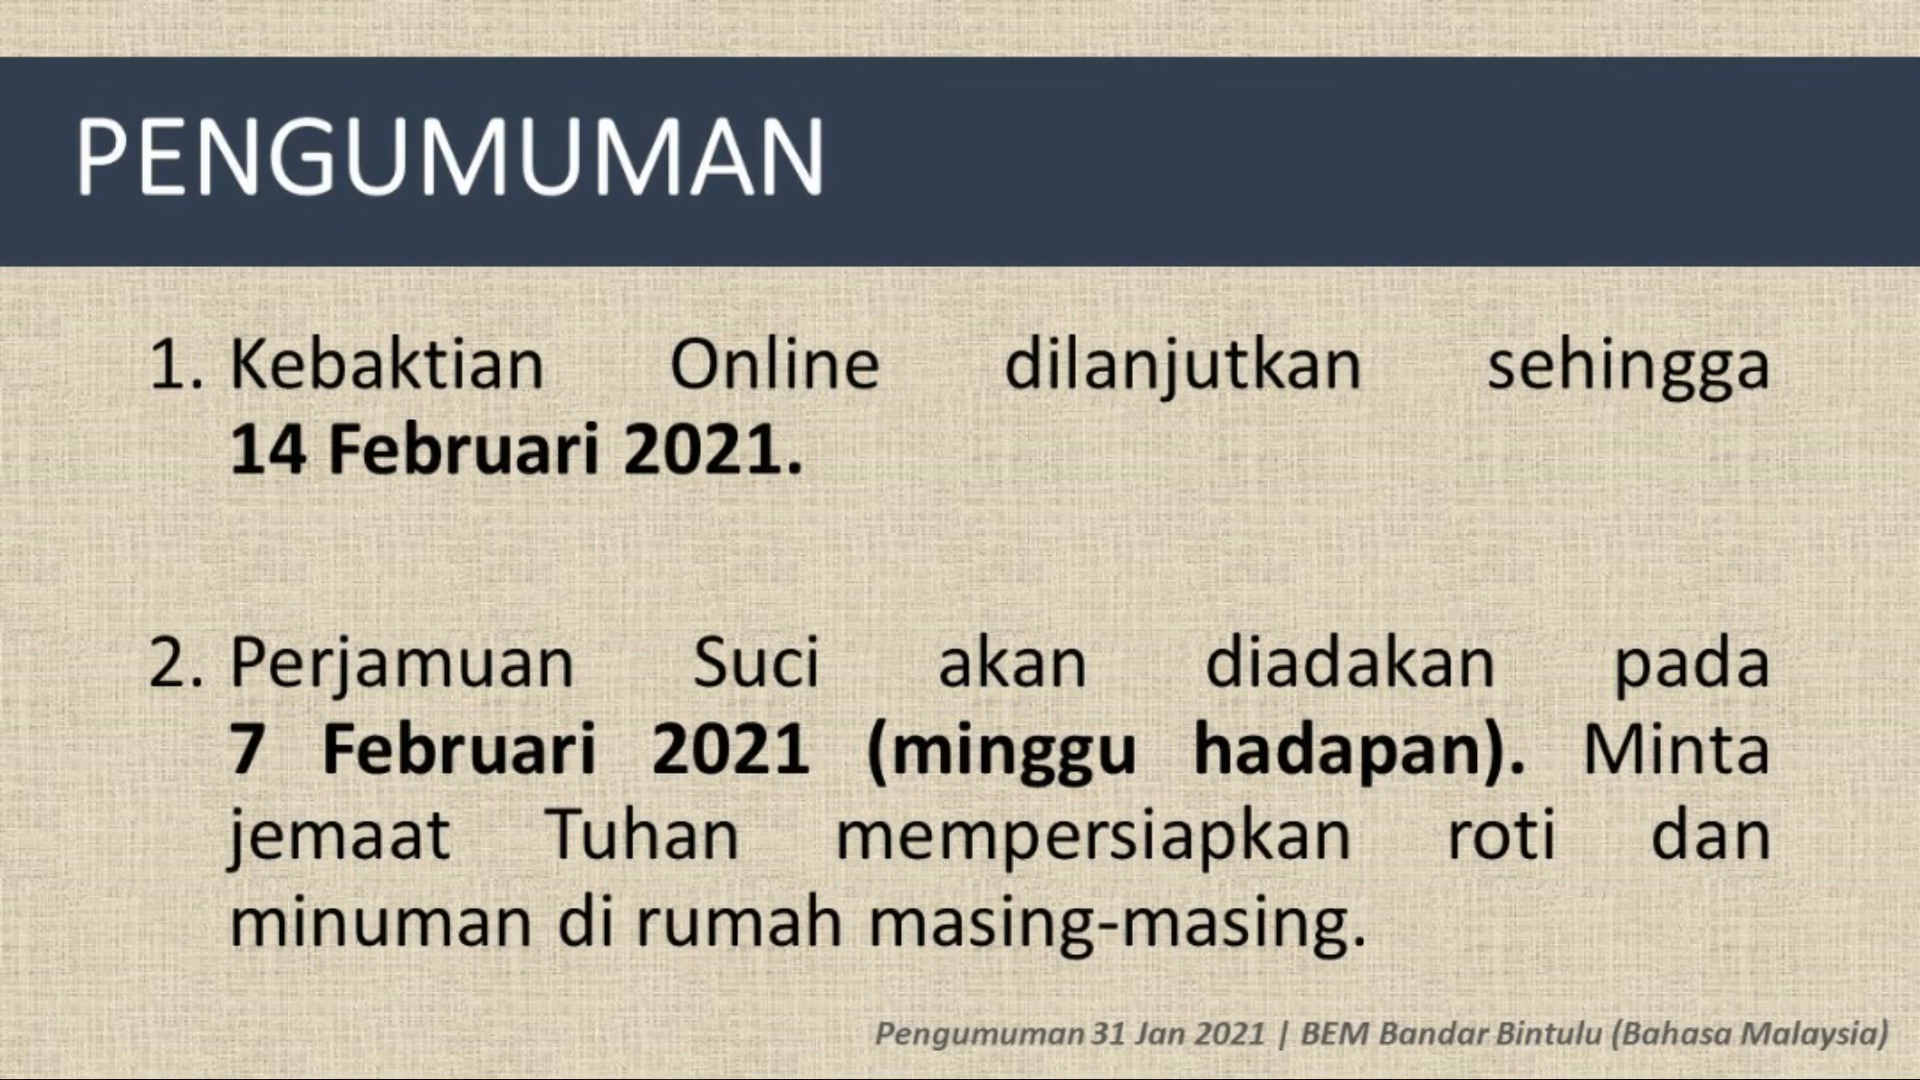 PENGUMUMAN
1. Kebaktian Online dilanjutkan sehingga
14 Februari 2021.
2. Perjamuan Suci akan diadakan pada
7 Februari 2021 (minggu hadapan). Minta
jemaat Tuhan mempersiapkan roti dan
minuman di rumah masing-masing.
Pengumuman 31 Jan 2021 | BEM Bandar Bintulu (Bahasa Malaysia)